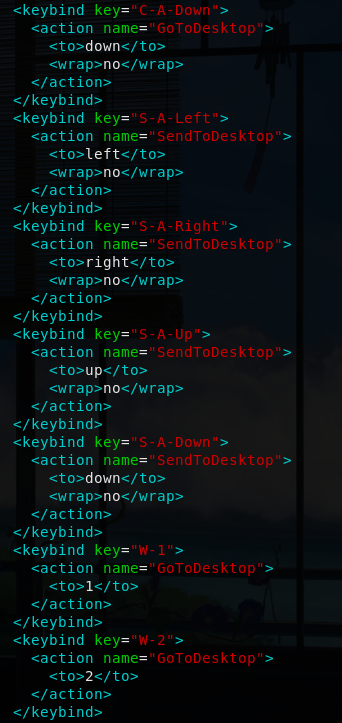 <keybind key="C-A-Down">
  <action name="GoToDesktop">
    <to>down</to>
    <wrap>no</wrap>
  </action>
</keybind>
<keybind key="S-A-Left">
  <action name="SendToDesktop">
    <to>left</to>
    <wrap>no</wrap>
  </action>
</keybind>
<keybind key="S-A-Right">
  <action name="SendToDesktop">
    <to>right</to>
    <wrap>no</wrap>
  </action>
</keybind>
<keybind key="S-A-Up">
  <action name="SendToDesktop">
    <to>up</to>
    <wrap>no</wrap>
  </action>
</keybind>
<keybind key="S-A-Down">
  <action name="SendToDesktop">
    <to>down</to>
    <wrap>no</wrap>
  </action>
</keybind>
<keybind key="W-1">
  <action name="GoToDesktop">
    <to>1</to>
  </action>
</keybind>
<keybind key="W-2">
  <action name="GoToDesktop">
    <to>2</to>
  </action>
</keybind>